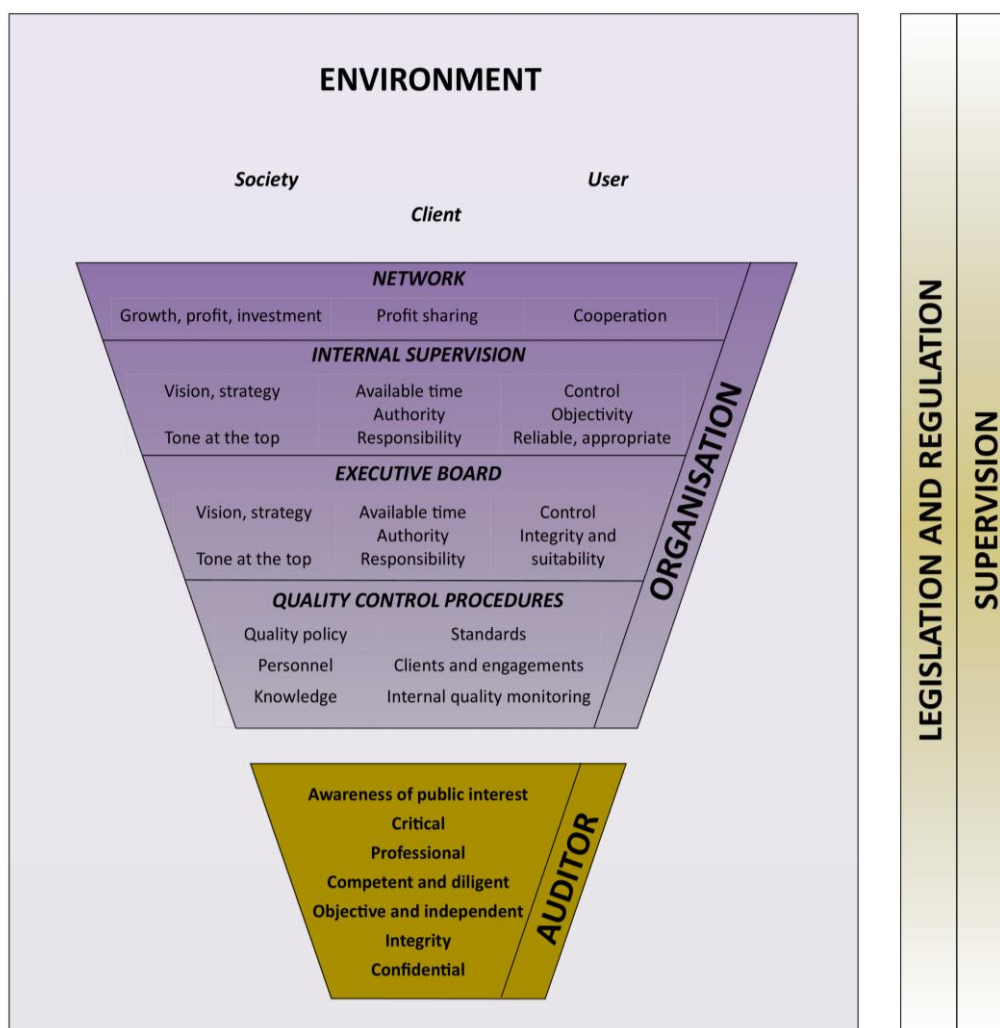 ENVIRONMENT
Society
User
Client
NETWORK
Growth, profit, investment
Profit sharing
Cooperation
INTERNAL SUPERVISION
Vision, strategy
Available time
Control
Authority
Objectivity
Tone at the top
Responsibility
Reliable, appropriate
EXECUTIVE BOARD
Vision, strategy
Available time
Control
Authority
Integrity and
Tone at the top
Responsibility
suitability
QUALITY CONTROL PROCEDURES
Quality policy
Standards
Personnel
Clients and engagements
Knowledge
Internal quality monitoring
ORGANISATION
Awareness of public interest
Critical
Professional
Competent and diligent
Objective and independent
Integrity
Confidential
AUDITOR
LEGISLATION AND REGULATION
SUPERVISION